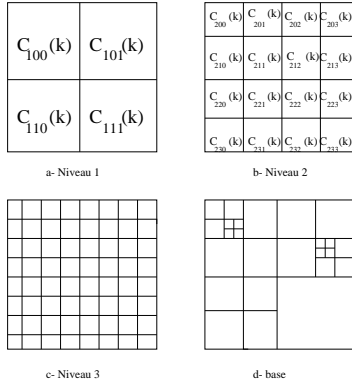 C100(k) C101(k)
C110(k) C111(k)
a- Niveau 1
C200(k) C201(k) C202(k) C203(k)
C210(k) C211(k) C212(k) C213(k)
C220(k) C221(k) C222(k) C223(k)
C230(k) C231(k) C232(k) C233(k)
b- Niveau 2
c- Niveau 3
d- base